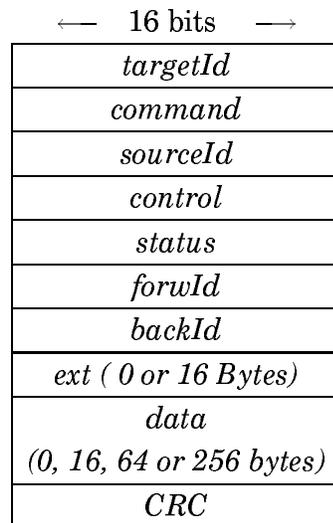 ← 16 bits →
targetId
command
sourceId
control
status
forwId
backId
ext ( 0 or 16 Bytes)
data
(0, 16, 64 or 256 bytes)
CRC